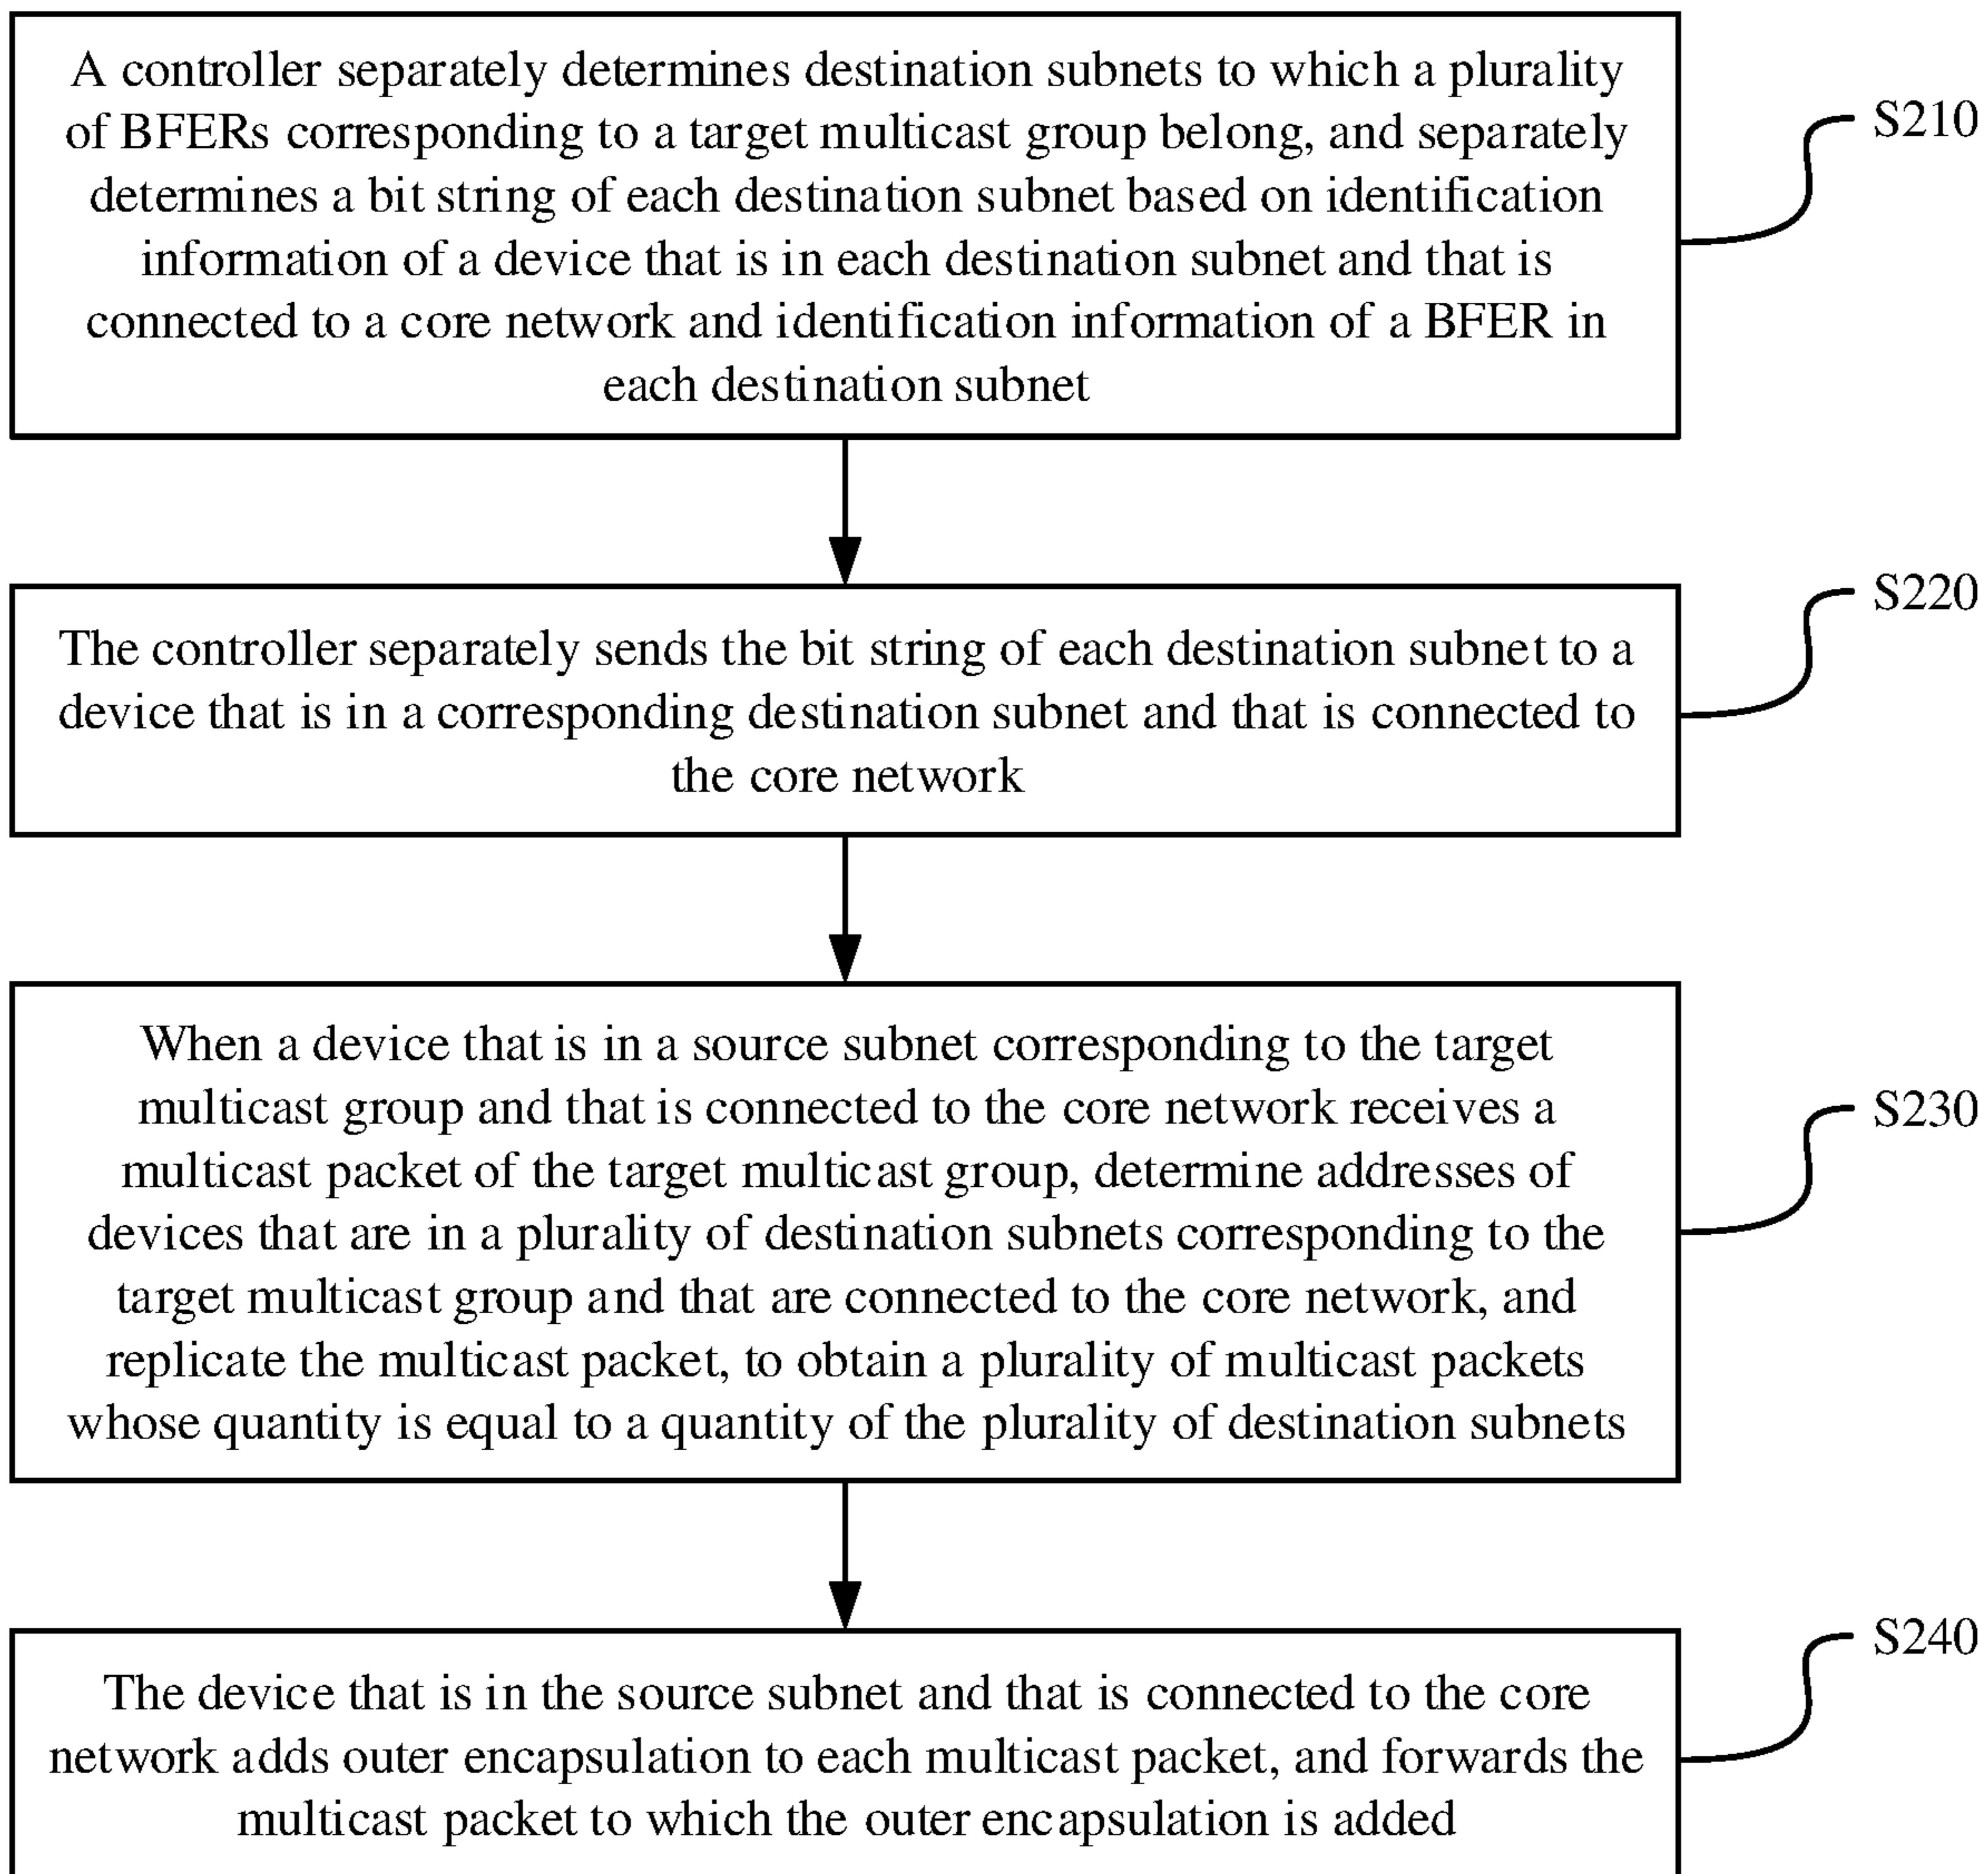 A controller separately determines destination subnets to which a plurality
of BFERs corresponding to a target multicast group belong, and separately
determines a bit string of each destination subnet based on identification
information of a device that is in each destination subnet and that is
connected to a core network and identification information of a BFER in
each destination subnet
S210
The controller separately sends the bit string of each destination subnet to a
device that is in a corresponding destination subnet and that is connected to
the core network
S220
When a device that is in a source subnet corresponding to the target
multicast group and that is connected to the core network receives a
multicast packet of the target multicast group, determine addresses of
devices that are in a plurality of destination subnets corresponding to the
target multicast group and that are connected to the core network, and
replicate the multicast packet, to obtain a plurality of multicast packets
whose quantity is equal to a quantity of the plurality of destination subnets
S230
The device that is in the source subnet and that is connected to the core
network adds outer encapsulation to each multicast packet, and forwards the
multicast packet to which the outer encapsulation is added
S240